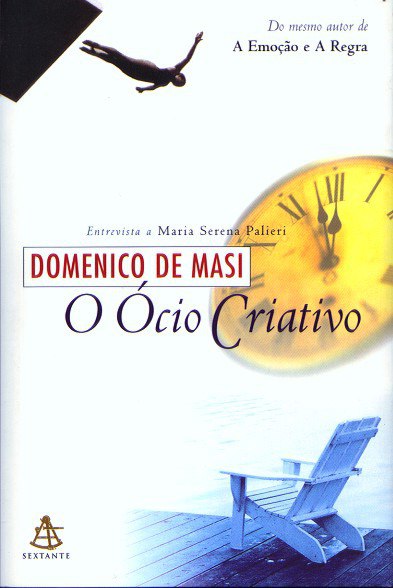 Do mesmo autor de
A Emoção e A Regra
Entrevista a Maria Serena Palieri
DOMENICO DE MASI
O Ócio Criativo
SEXTANTE